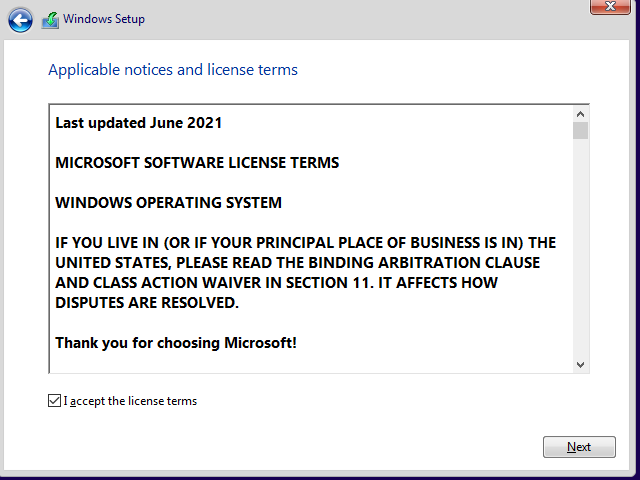 Windows Setup
Applicable notices and license terms
Last updated June 2021
MICROSOFT SOFTWARE LICENSE TERMS
WINDOWS OPERATING SYSTEM
IF YOU LIVE IN (OR IF YOUR PRINCIPAL PLACE OF BUSINESS IS IN) THE
UNITED STATES, PLEASE READ THE BINDING ARBITRATION CLAUSE
AND CLASS ACTION WAIVER IN SECTION 11. IT AFFECTS HOW
DISPUTES ARE RESOLVED.
Thank you for choosing Microsoft!
I accept the license terms
Next